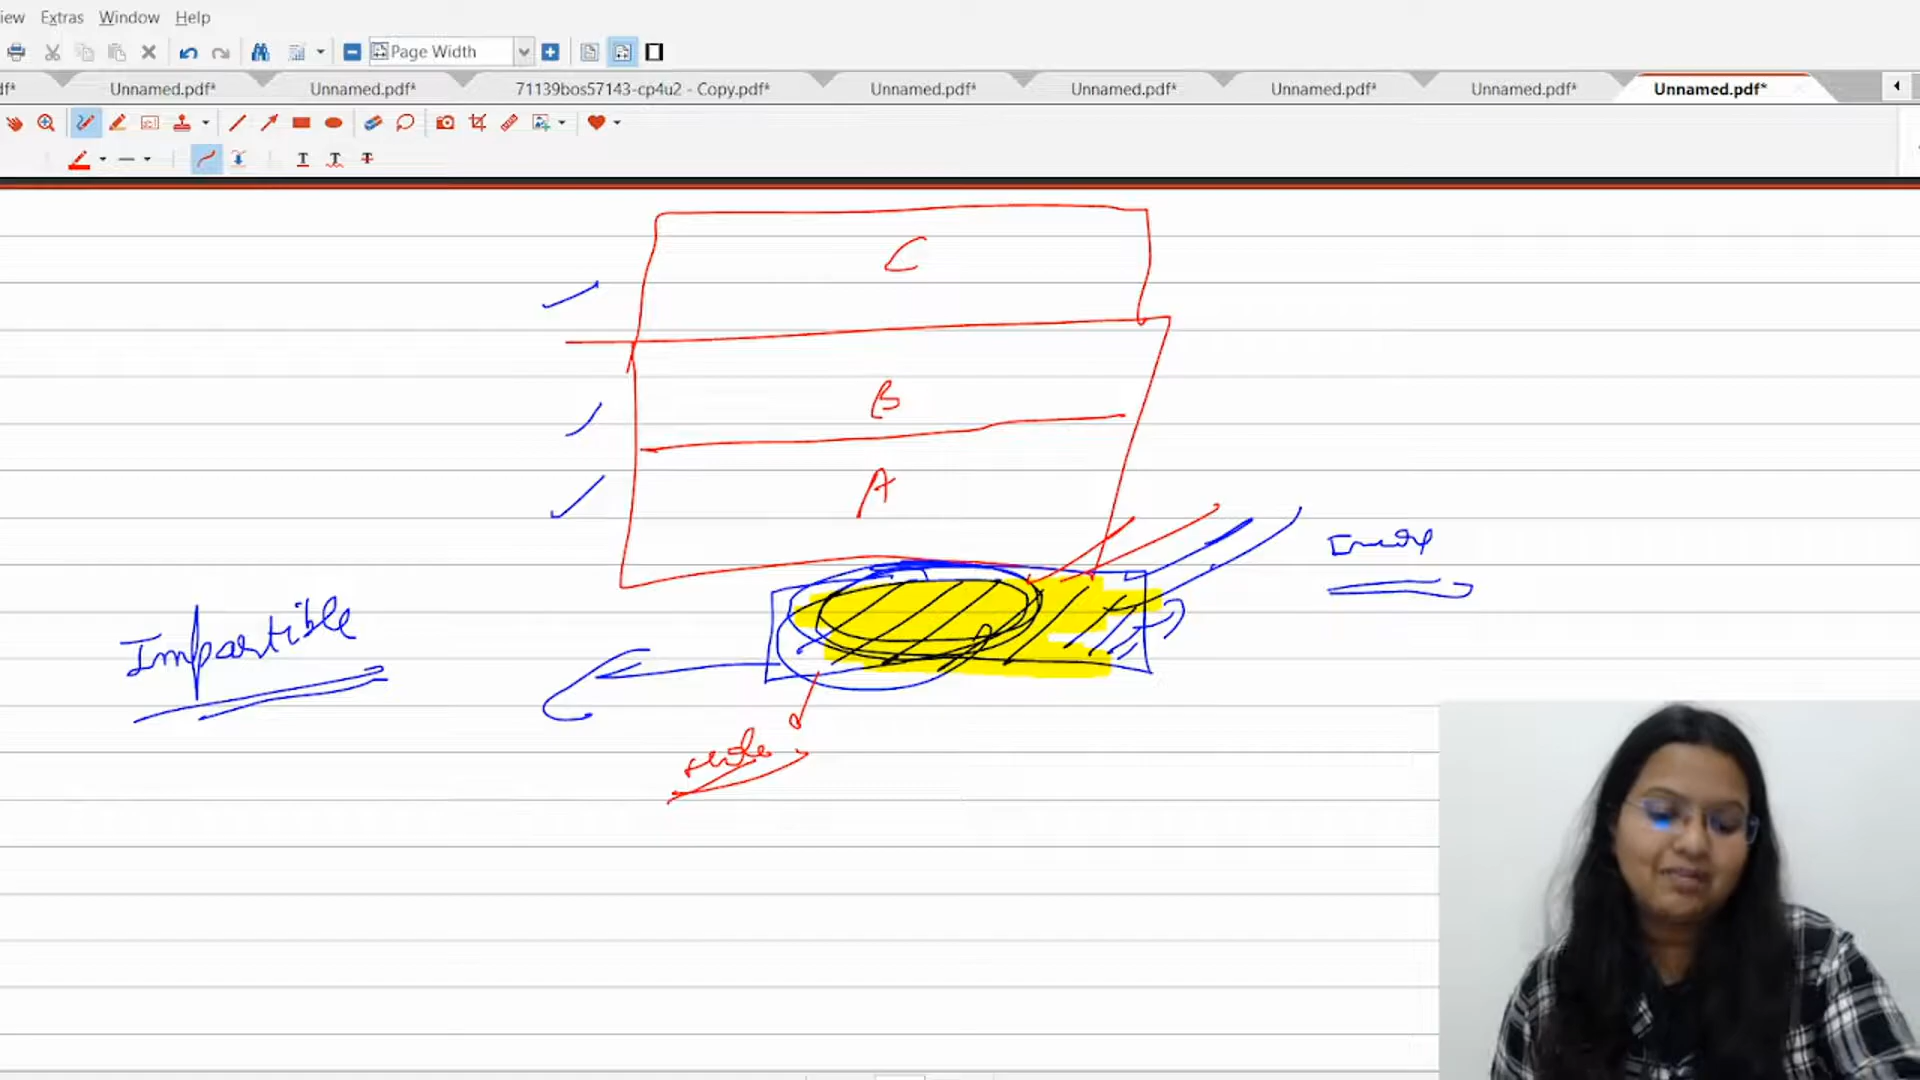 iew Extras Window Help
Page Width
df* Unnamed.pdf* Unnamed.pdf* 71139bos57143-cp4u2 - Copy.pdf* Unnamed.pdf* Unnamed.pdf* Unnamed.pdf* Unnamed.pdf* Unnamed.pdf*
C
B
A
Impartible